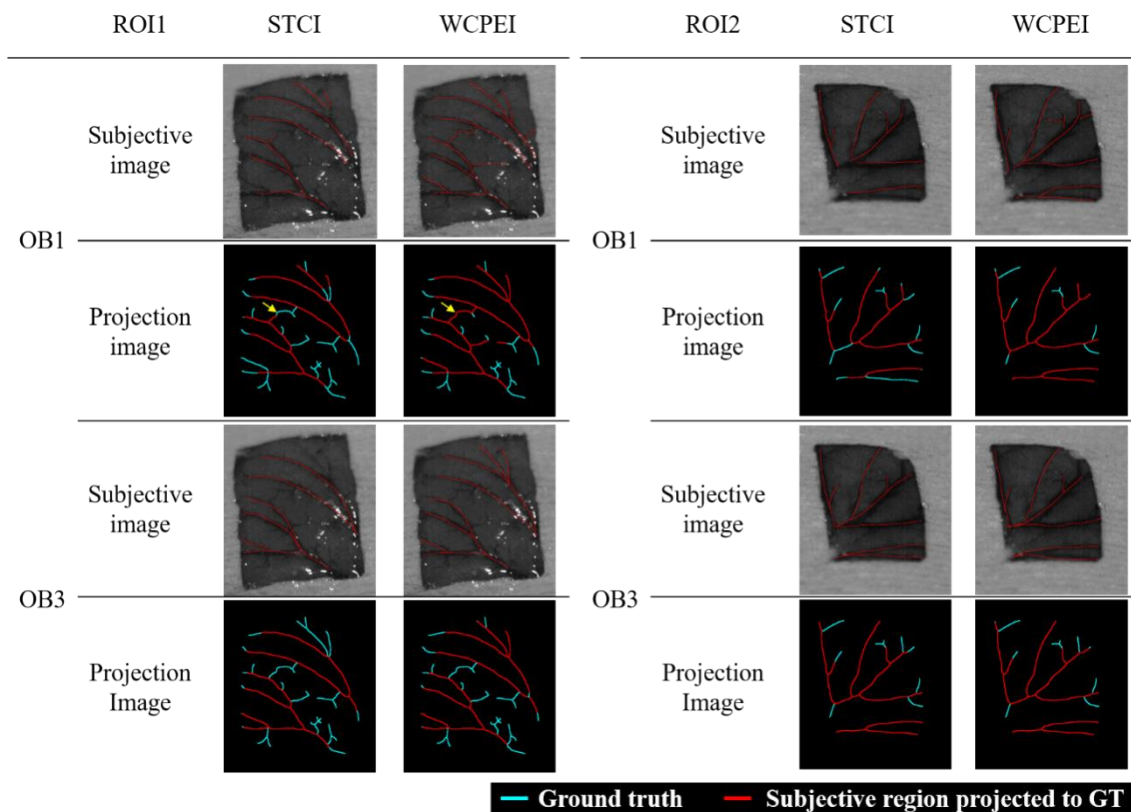 ROI1 STCI WCPEI ROI2 STCI WCPEI
Subjective
image
Subjective
image
OB1
OB1
Projection
image
Projection
image
Subjective
image
Subjective
image
OB3
OB3
Projection
Image
Projection
Image
Ground truth Subjective region projected to GT